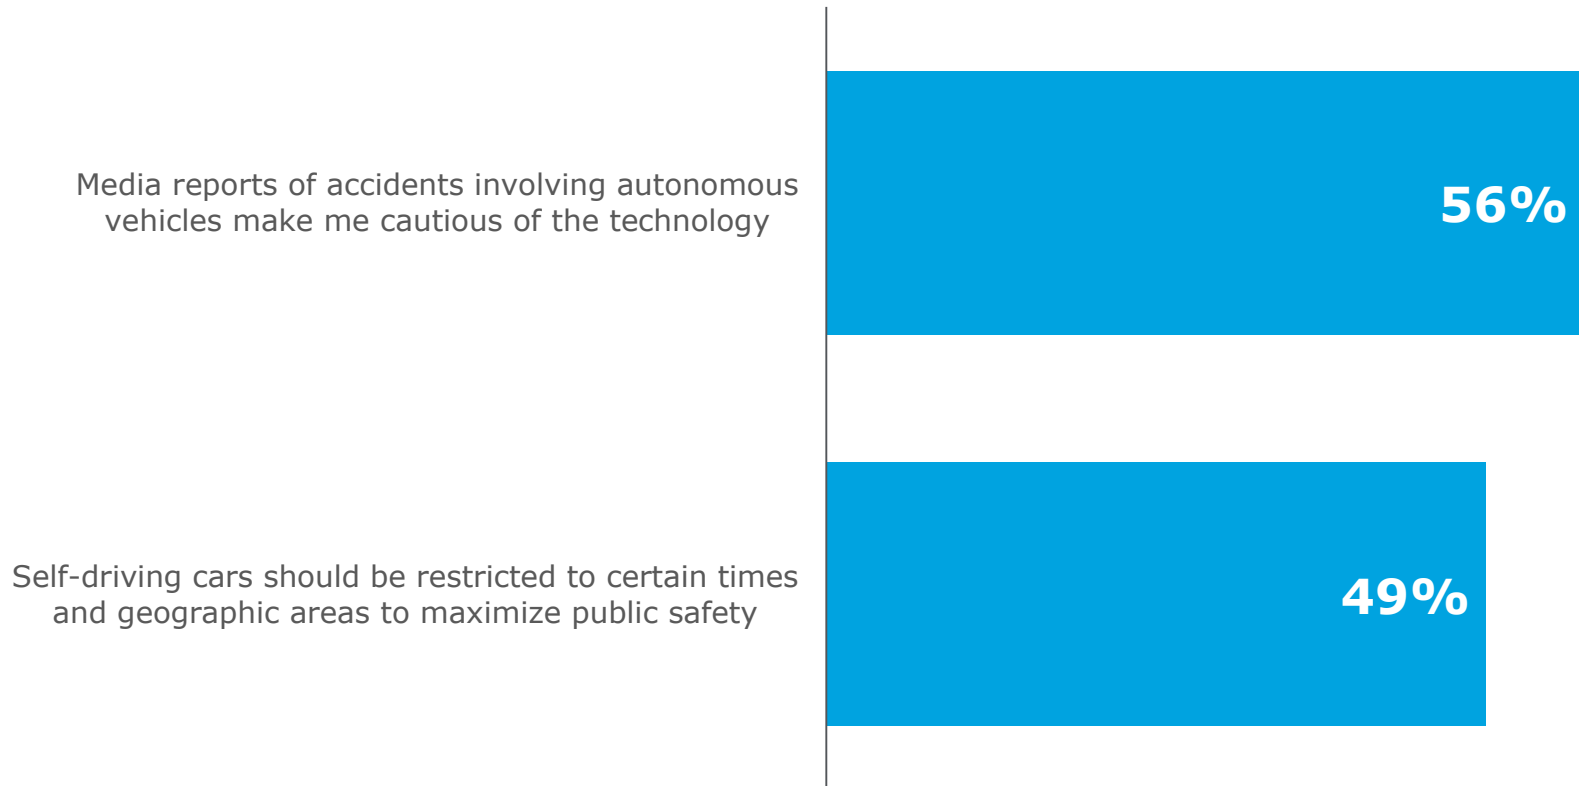 Media reports of accidents involving autonomous
vehicles make me cautious of the technology
56%
Self-driving cars should be restricted to certain times
and geographic areas to maximize public safety
49%